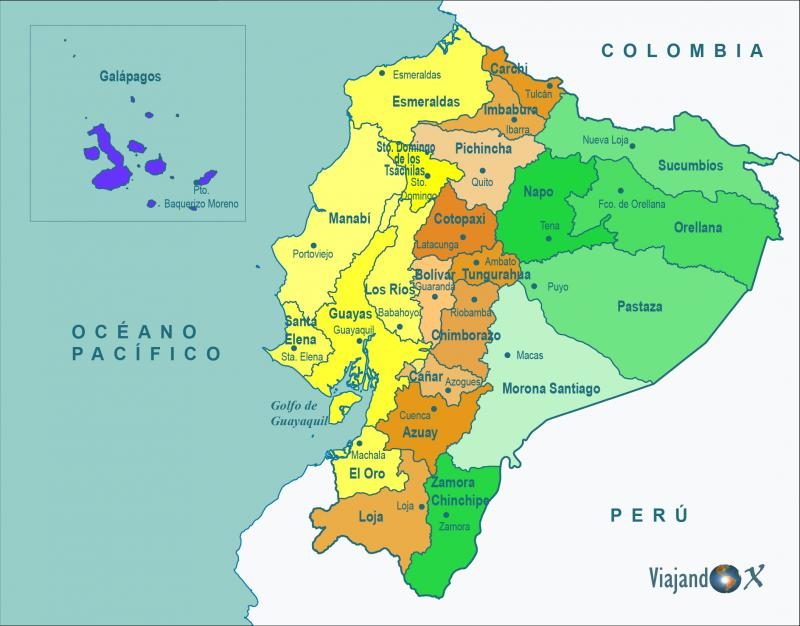 COLOMBIA
Galápagos
Pto.
Baquerizo Moreno
Esmeraldas
Esmeraldas
Carchi
Tulcán
Imbabura
Ibarra
Pichincha
Quito
Sto. Domingo
de los
Tsáchilas
Sto.
Domingo
Nueva Loja
Sucumbios
Napo
Tena
Fco. de Orellana
Orellana
Manabí
Portoviejo
Cotopaxi
Latacunga
Ambato
Tungurahua
Bolívar
Guaranda
Los Ríos
Babahoyo
Riobamba
Chimborazo
Puyo
Pastaza
Guayas
Guayaquil
Santa
Elena
Sta. Elena
OCÉANO
PACÍFICO
Macas
Morona Santiago
Cañar
Azogues
Golfo de
Guayaquil
Cuenca
Azuay
Machala
El Oro
Zamora
Chinchipe
Zamora
Loja
Loja
PERÚ
Viajando X